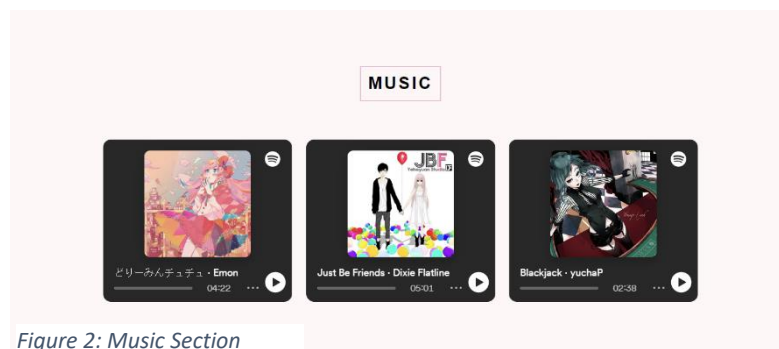 MUSIC
JBF
どりーみんチュチュ · Emon
04:22
Just Be Friends · Dixie Flatline
05:01
Blackjack · yuchaP
02:38
Figure 2: Music Section